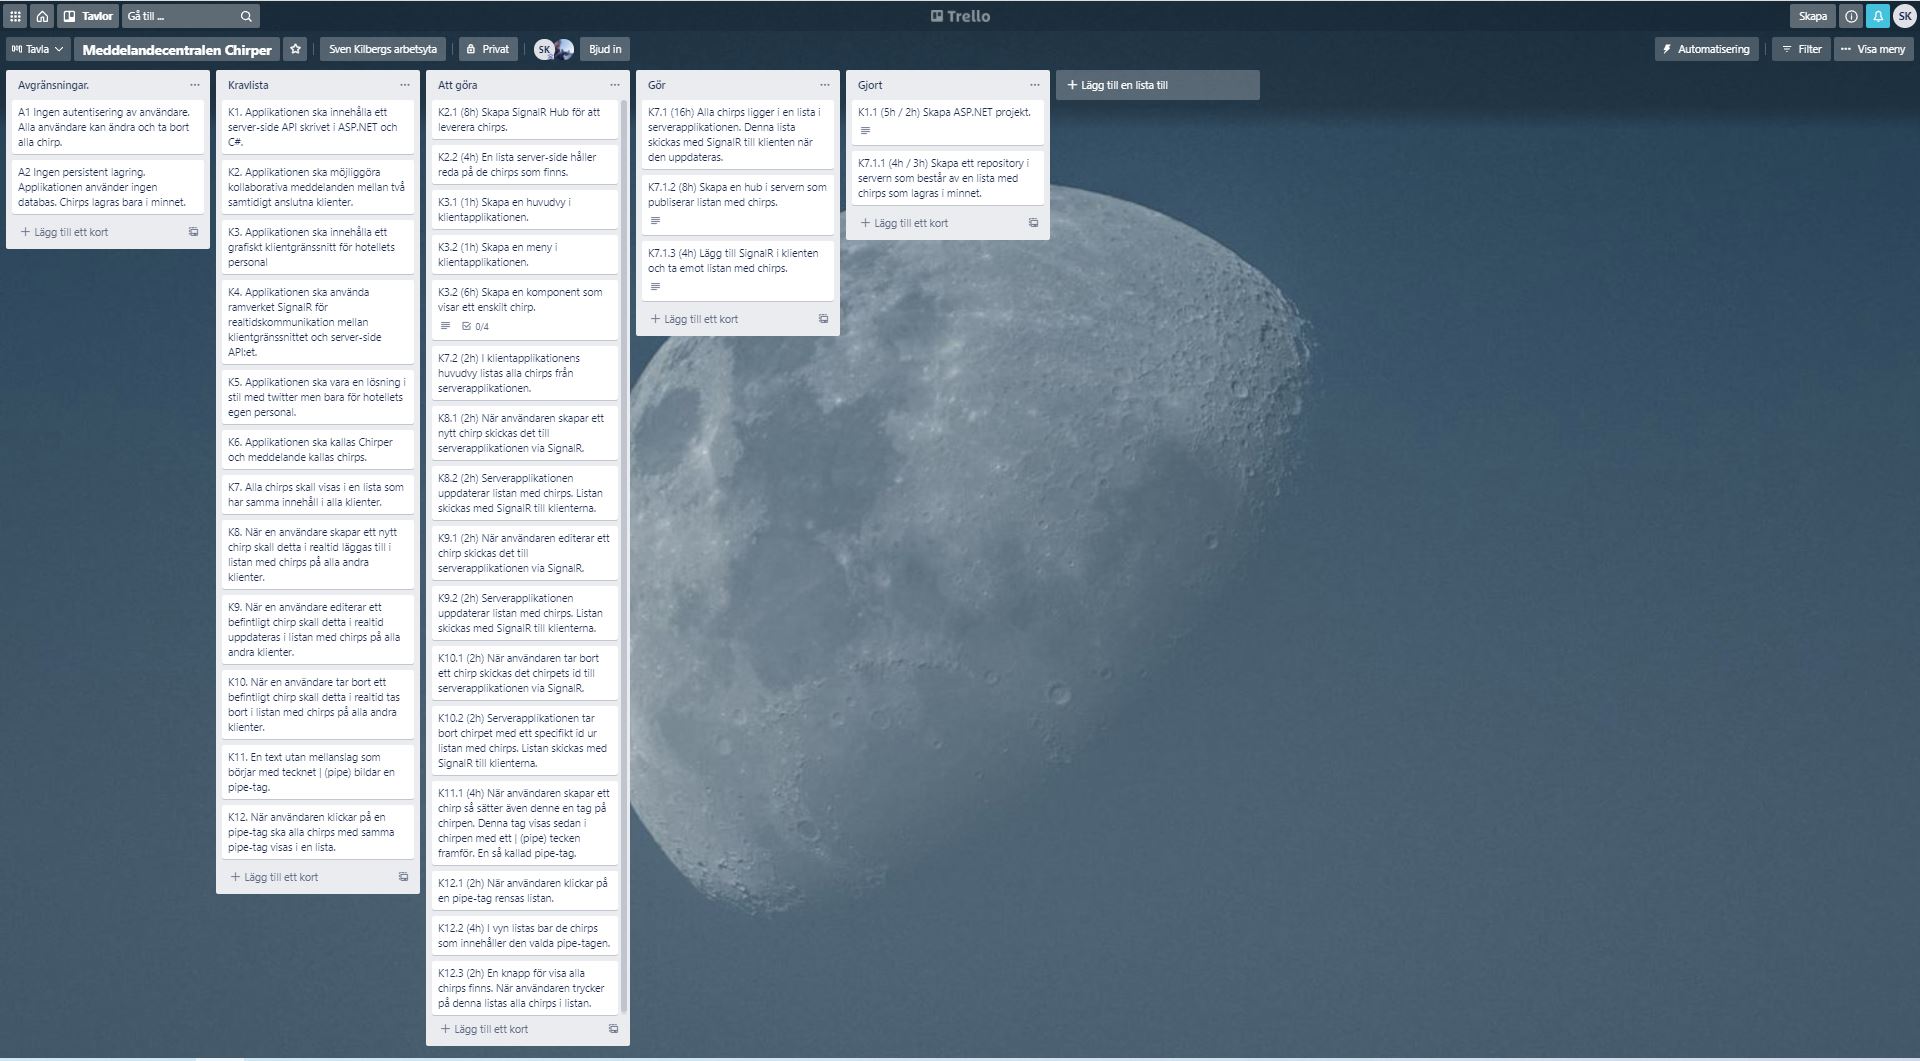 Tavlor
Gå till ...
Trello
Skapa
SK
Tavla
Meddelandecentralen Chirper
Sven Kilbergs arbetsyta
Privat
SK
Bjud in
Automatisering
Filter
Visa meny
Avgränsningar.
A1 Ingen autentisering av användare.
Alla användare kan ändra och ta bort
alla chirp.
A2 Ingen persistent lagring.
Applikationen använder ingen
databas. Chirps lagras bara i minnet.
+ Lägg till ett kort
Kravlista
K1. Applikationen ska innehålla ett
server-side API skrivet i ASP.NET och
C#.
K2. Applikationen ska möjliggöra
kollaborativa meddelanden mellan två
samtidigt anslutna klienter.
K3. Applikationen ska innehålla ett
grafiskt klientgränssnitt för hotellets
personal
K4. Applikationen ska använda
ramverket SignalR för
realtidskommunikation mellan
klientgränssnittet och server-side
API:et.
K5. Applikationen ska vara en lösning i
stil med twitter men bara för hotellets
egen personal.
K6. Applikationen ska kallas Chirper
och meddelande kallas chirps.
K7. Alla chirps skall visas i en lista som
har samma innehåll i alla klienter.
K8. När en användare skapar ett nytt
chirp skall detta i realtid läggas till i
listan med chirps på alla andra
klienter.
K9. När en användare editerar ett
befintligt chirp skall detta i realtid
uppdateras i listan med chirps på alla
andra klienter.
K10. När en användare tar bort ett
befintligt chirp skall detta i realtid tas
bort i listan med chirps på alla andra
klienter.
K11. En text utan mellanslag som
börjar med tecknet | (pipe) bildar en
pipe-tag.
K12. När användaren klickar på en
pipe-tag ska alla chirps med samma
pipe-tag visas i en lista.
+ Lägg till ett kort
Att göra
K2.1 (8h) Skapa SignalR Hub för att
leverera chirps.
K2.2 (4h) En lista server-side håller
reda på de chirps som finns.
K3.1 (1h) Skapa en huvudvy i
klientapplikationen.
K3.2 (1h) Skapa en meny i
klientapplikationen.
K3.2 (6h) Skapa en komponent som
visar ett enskilt chirp.
0/4
K7.2 (2h) I klientapplikationens
huvudvy listas alla chirps från
serverapplikationen.
K8.1 (2h) När användaren skapar ett
nytt chirp skickas det till
serverapplikationen via SignalR.
K8.2 (2h) Serverapplikationen
uppdaterar listan med chirps. Listan
skickas med SignalR till klienterna.
K9.1 (2h) När användaren editerar ett
chirp skickas det till
serverapplikationen via SignalR.
K9.2 (2h) Serverapplikationen
uppdaterar listan med chirps. Listan
skickas med SignalR till klienterna.
K10.1 (2h) När användaren tar bort
ett chirp skickas det chirpets id till
serverapplikationen via SignalR.
K10.2 (2h) Serverapplikationen tar
bort chirpet med ett specifikt id ur
listan med chirps. Listan skickas med
SignalR till klienterna.
K11.1 (4h) När användaren skapar ett
chirp så sätter även denne en tag på
chirpen. Denna tag visas sedan i
chirpen med ett | (pipe) tecken
framför. En så kallad pipe-tag.
K12.1 (2h) När användaren klickar på
en pipe-tag rensas listan.
K12.2 (4h) I vyn listas bar de chirps
som innehåller den valda pipe-tagen.
K12.3 (2h) En knapp för visa alla
chirps finns. När användaren trycker
på denna listas alla chirps i listan.
+ Lägg till ett kort
Gör
K7.1 (16h) Alla chirps ligger i en lista i
serverapplikationen. Denna lista
skickas med SignalR till klienten när
den uppdateras.
K7.1.2 (8h) Skapa en hub i servern som
publiserar listan med chirps.
K7.1.3 (4h) Lägg till SignalR i klienten
och ta emot listan med chirps.
+ Lägg till ett kort
Gjort
K1.1 (5h / 2h) Skapa ASP.NET projekt.
K7.1.1 (4h / 3h) Skapa ett repository i
servern som består av en lista med
chirps som lagras i minnet.
+ Lägg till ett kort
+ Lägg till en lista till